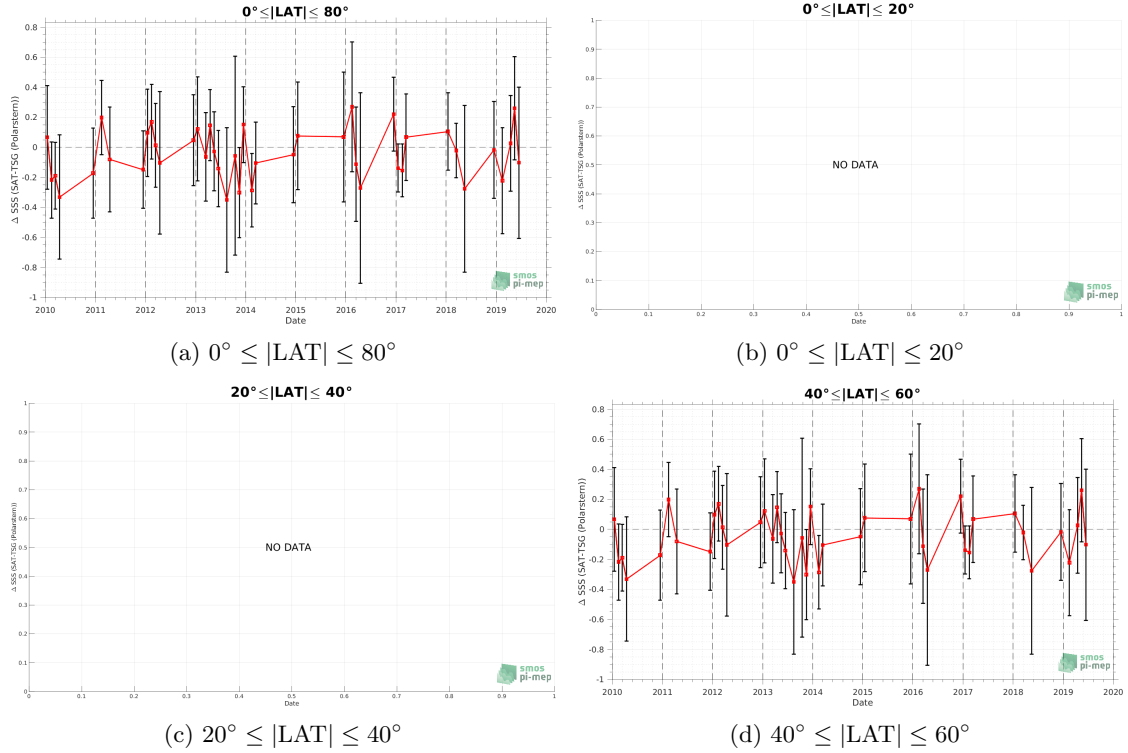 0°≤|LAT|≤ 80°
Δ SSS (SAT-TSG (Polarstern))
0.8
0.6
0.4
0.2
0
-0.2
-0.4
-0.6
-0.8
-1
2010 2011 2012 2013 2014 2015 2016 2017 2018 2019 2020
Date
smos
pi-mep
(a) 0° ≤ |LAT| ≤ 80°
0°≤|LAT|≤ 20°
Δ SSS (SAT-TSG (Polarstern))
1
0.9
0.8
0.7
0.6
0.5
0.4
0.3
0.2
0.1
0
NO DATA
0 0.1 0.2 0.3 0.4 0.5 0.6 0.7 0.8 0.9 1
Date
smos
pi-mep
(b) 0° ≤ |LAT| ≤ 20°
20°≤|LAT|≤ 40°
Δ SSS (SAT-TSG (Polarstern))
1
0.9
0.8
0.7
0.6
0.5
0.4
0.3
0.2
0.1
0
NO DATA
0 0.1 0.2 0.3 0.4 0.5 0.6 0.7 0.8 0.9 1
Date
smos
pi-mep
(c) 20° ≤ |LAT| ≤ 40°
40°≤|LAT|≤ 60°
Δ SSS (SAT-TSG (Polarstern))
0.8
0.6
0.4
0.2
0
-0.2
-0.4
-0.6
-0.8
-1
2010 2011 2012 2013 2014 2015 2016 2017 2018 2019 2020
Date
smos
pi-mep
(d) 40° ≤ |LAT| ≤ 60°